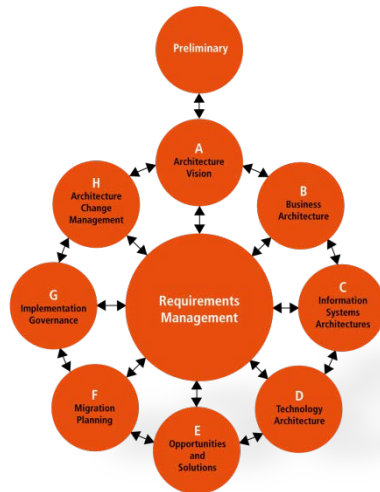 Preliminary
A
Architecture
Vision
B
Business
Architecture
C
Information
Systems
Architectures
D
Technology
Architecture
E
Opportunities
and
Solutions
F
Migration
Planning
G
Implementation
Governance
H
Architecture
Change
Management
Requirements
Management